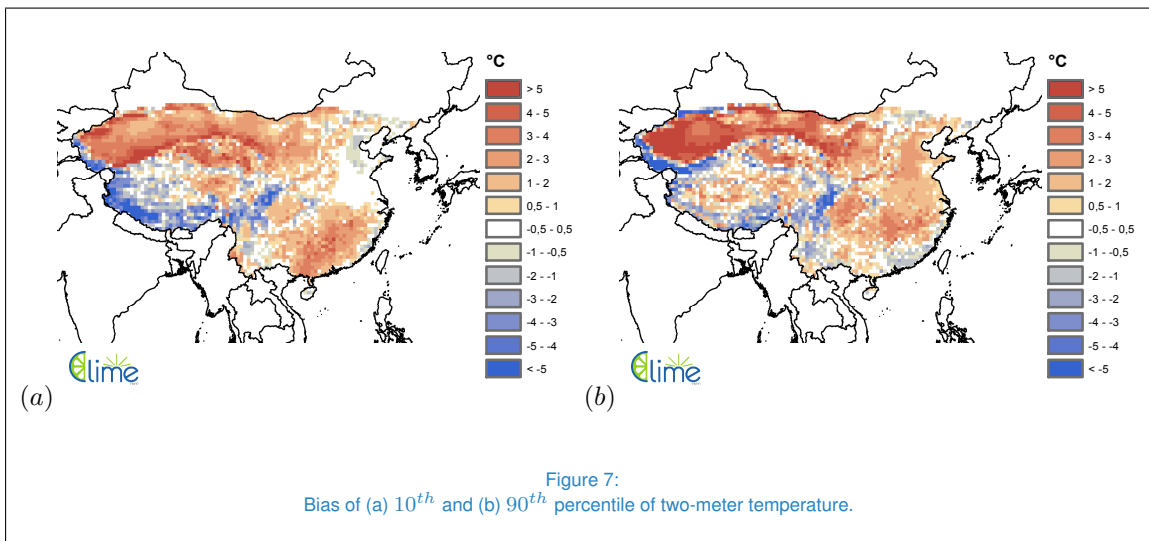 °C
> 5
4 - 5
3 - 4
2 - 3
1 - 2
0,5 - 1
-0,5 - 0,5
-1 - -0,5
-2 - -1
-3 - -2
-4 - -3
-5 - -4
< -5
Clime
(a)
°C
> 5
4 - 5
3 - 4
2 - 3
1 - 2
0,5 - 1
-0,5 - 0,5
-1 - -0,5
-2 - -1
-3 - -2
-4 - -3
-5 - -4
< -5
Clime
(b)
Figure 7:
Bias of (a) 10th and (b) 90th percentile of two-meter temperature.